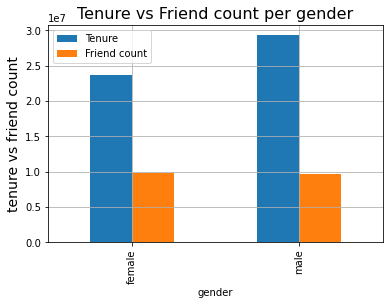 Tenure vs Friend count per gender
1e7
Tenure
Friend count
tenure vs friend count
3.0
2.5
2.0
1.5
1.0
0.5
0.0
female
male
gender